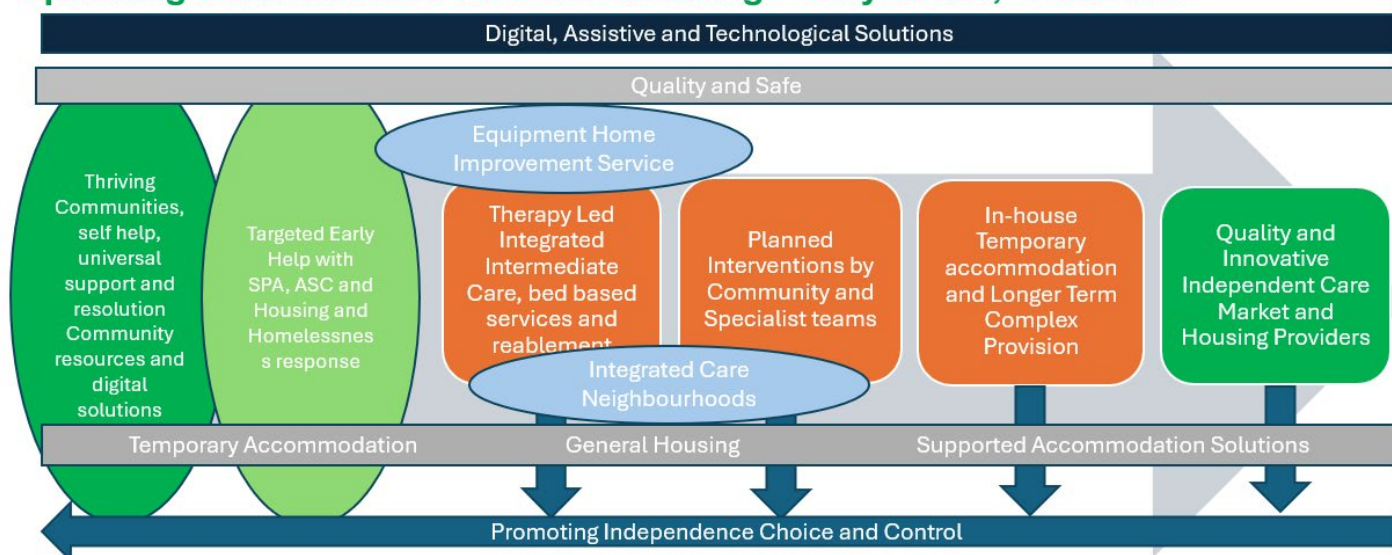 Digital, Assistive and Technological Solutions
Quality and Safe
Equipment Home
Improvement Service
Thriving
Communities,
self help,
universal
support and
resolution
Community
resources and
digital
solutions
Targeted Early
Help with
SPA, ASC and
Housing and
Homelessnes
s response
Therapy Led
Integrated
Intermediate
Care, bed based
services and
reablement
Planned
Interventions by
Community and
Specialist teams
In-house
Temporary
accommodation
and Longer Term
Complex
Provision
Quality and
Innovative
Independent Care
Market and
Housing Providers
Integrated Care
Neighbourhoods
Temporary Accommodation
General Housing
Supported Accommodation Solutions
Promoting Independence Choice and Control